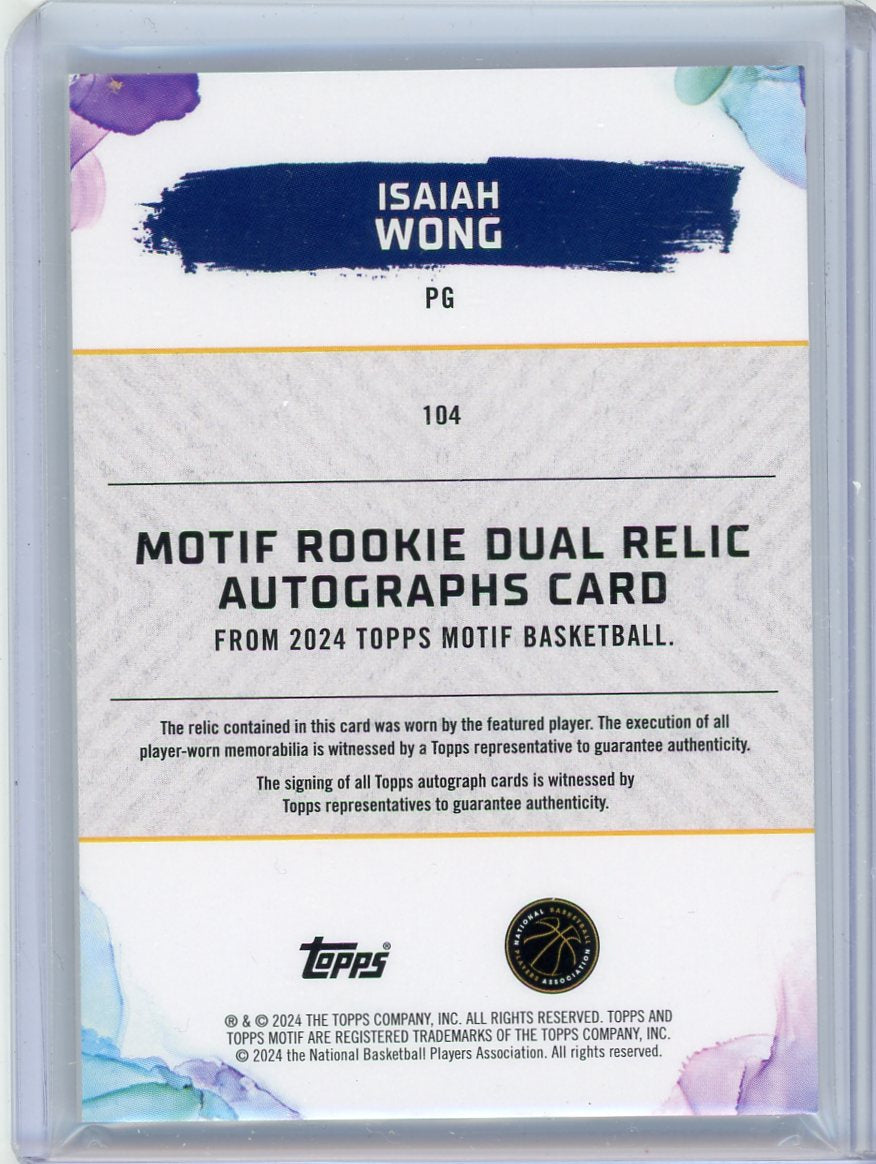 ISAIAH
WONG
PG
104
MOTIF ROOKIE DUAL RELIC
AUTOGRAPHS CARD
FROM 2024 TOPPS MOTIF BASKETBALL.
The relic contained in this card was worn by the featured player. The execution of all
player-worn memorabilia is witnessed by a Topps representative to guarantee authenticity.
The signing of all Topps autograph cards is witnessed by
Topps representatives to guarantee authenticity.
Topps®
NATIONAL BASKETBALL
PLAYERS ASSOCIATION
® & © 2024 THE TOPPS COMPANY, INC. ALL RIGHTS RESERVED. TOPPS AND
TOPPS MOTIF ARE REGISTERED TRADEMARKS OF THE TOPPS COMPANY, INC.
© 2024 the National Basketball Players Association. All rights reserved.